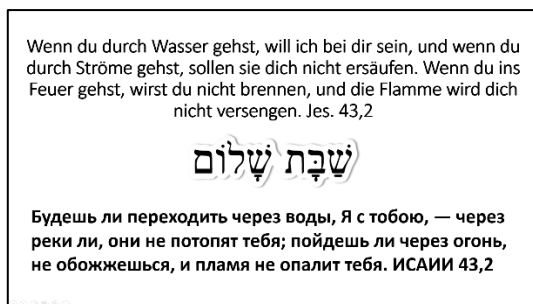 Wenn du durch Wasser gehst, will ich bei dir sein, und wenn du
durch Ströme gehst, sollen sie dich nicht ersäufen. Wenn du ins
Feuer gehst, wirst du nicht brennen, und die Flamme wird dich
nicht versengen. Jes. 43,2
שַׁבָּת שָׁלוֹם
Будешь ли переходить через воды, Я с тобою, — через
реки ли, они не потопят тебя; пойдешь ли через огонь,
не обожжешься, и пламя не опалит тебя. ИСАИИ 43,2